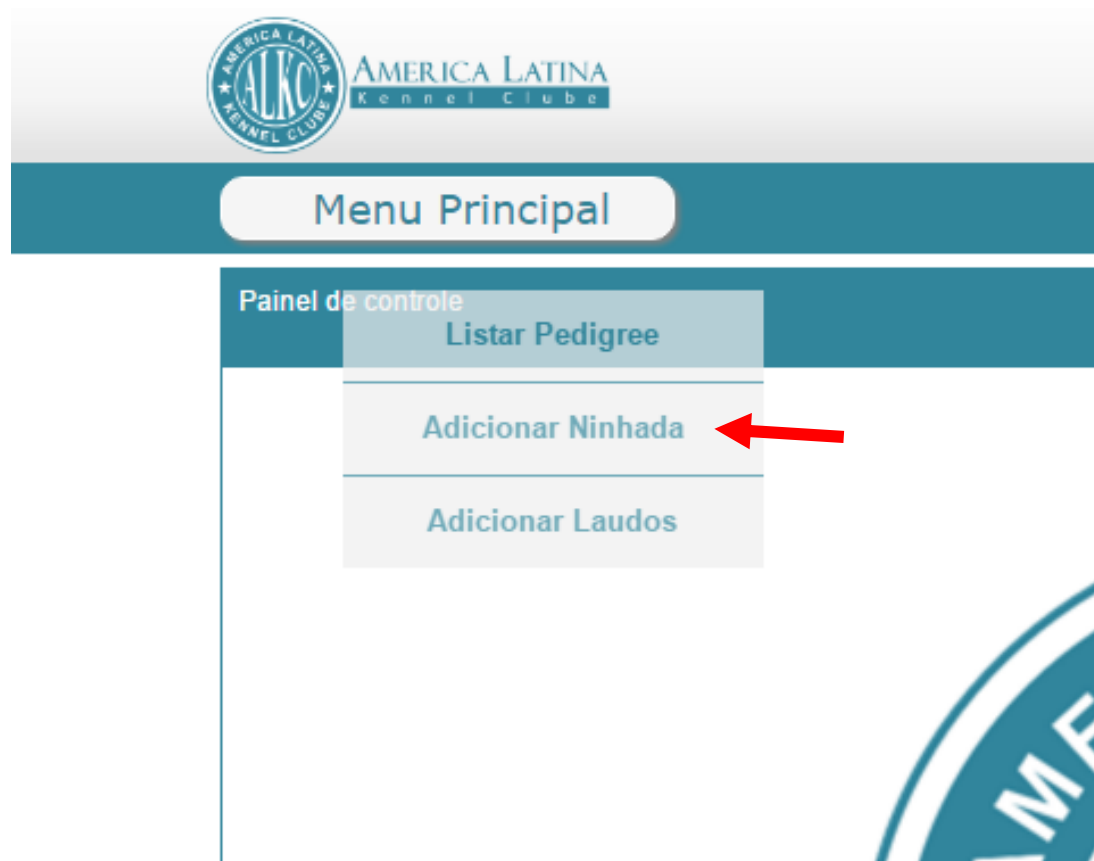 AMERICA LATINA
ALKC
KENNEL CLUBE
AMERICA LATINA
Kennel Clube
Menu Principal
Painel de controle
Listar Pedigree
Adicionar Ninhada
Adicionar Laudos
AME